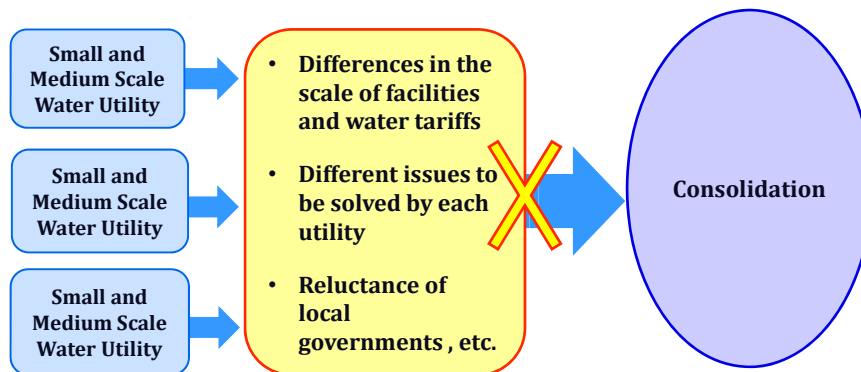 Small and
Medium Scale
Water Utility
Small and
Medium Scale
Water Utility
Small and
Medium Scale
Water Utility
• Differences in the
scale of facilities
and water tariffs
• Different issues to
be solved by each
utility
• Reluctance of
local
governments , etc.
Consolidation